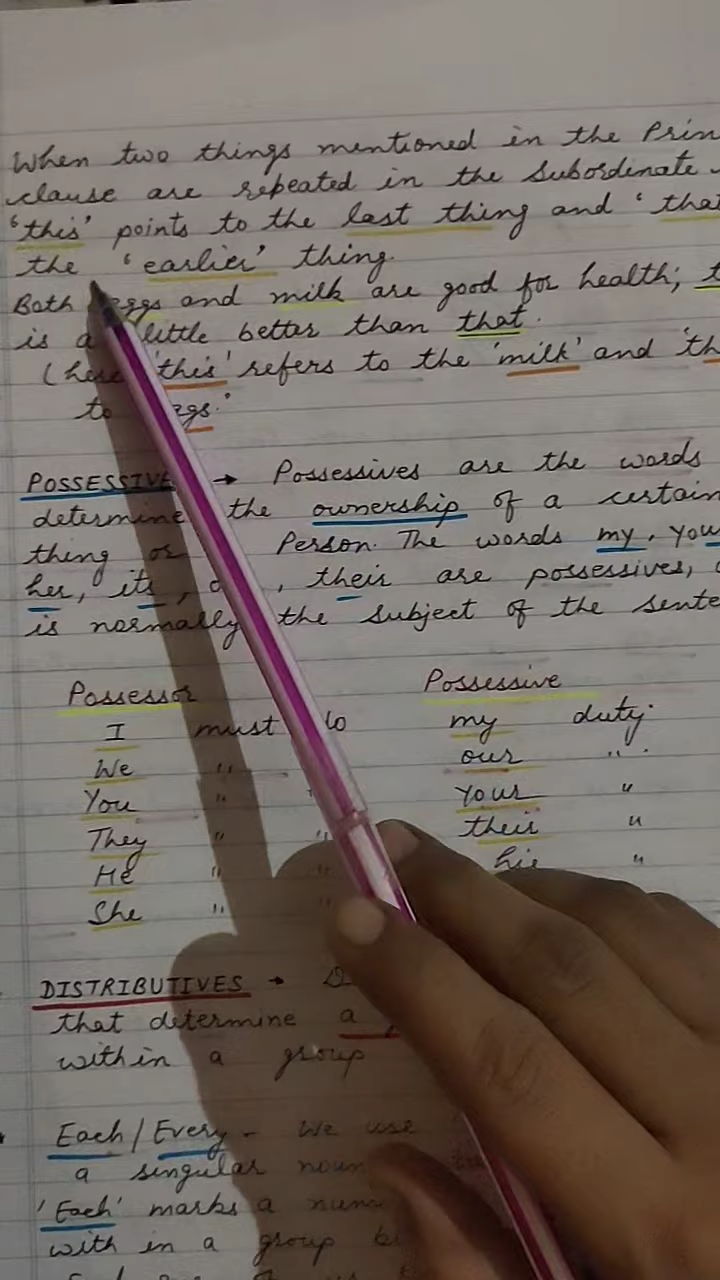 When two things mentioned in the Prin
clause are repeated in the Subordinate
'this' points to the last thing and 'that
the 'earlier' thing.
Both eggs and milk are good for health; t
is a little better than that.
(here 'this' refers to the 'milk' and 'th
to
POSSESSIVE → Possessives are the words
determine the ownership of a certain
thing or Person. The words my, you
her, its, their are possessives,
is normally the subject of the sente
Possessor Possessive
I must do my duty.
We " our " .
You " your "
They " " their "
He " " his "
She " "
DISTRIBUTIVES →
that determine a
within a group
Each/Every - We use
a singular noun
'Each' marks a num
with in a group